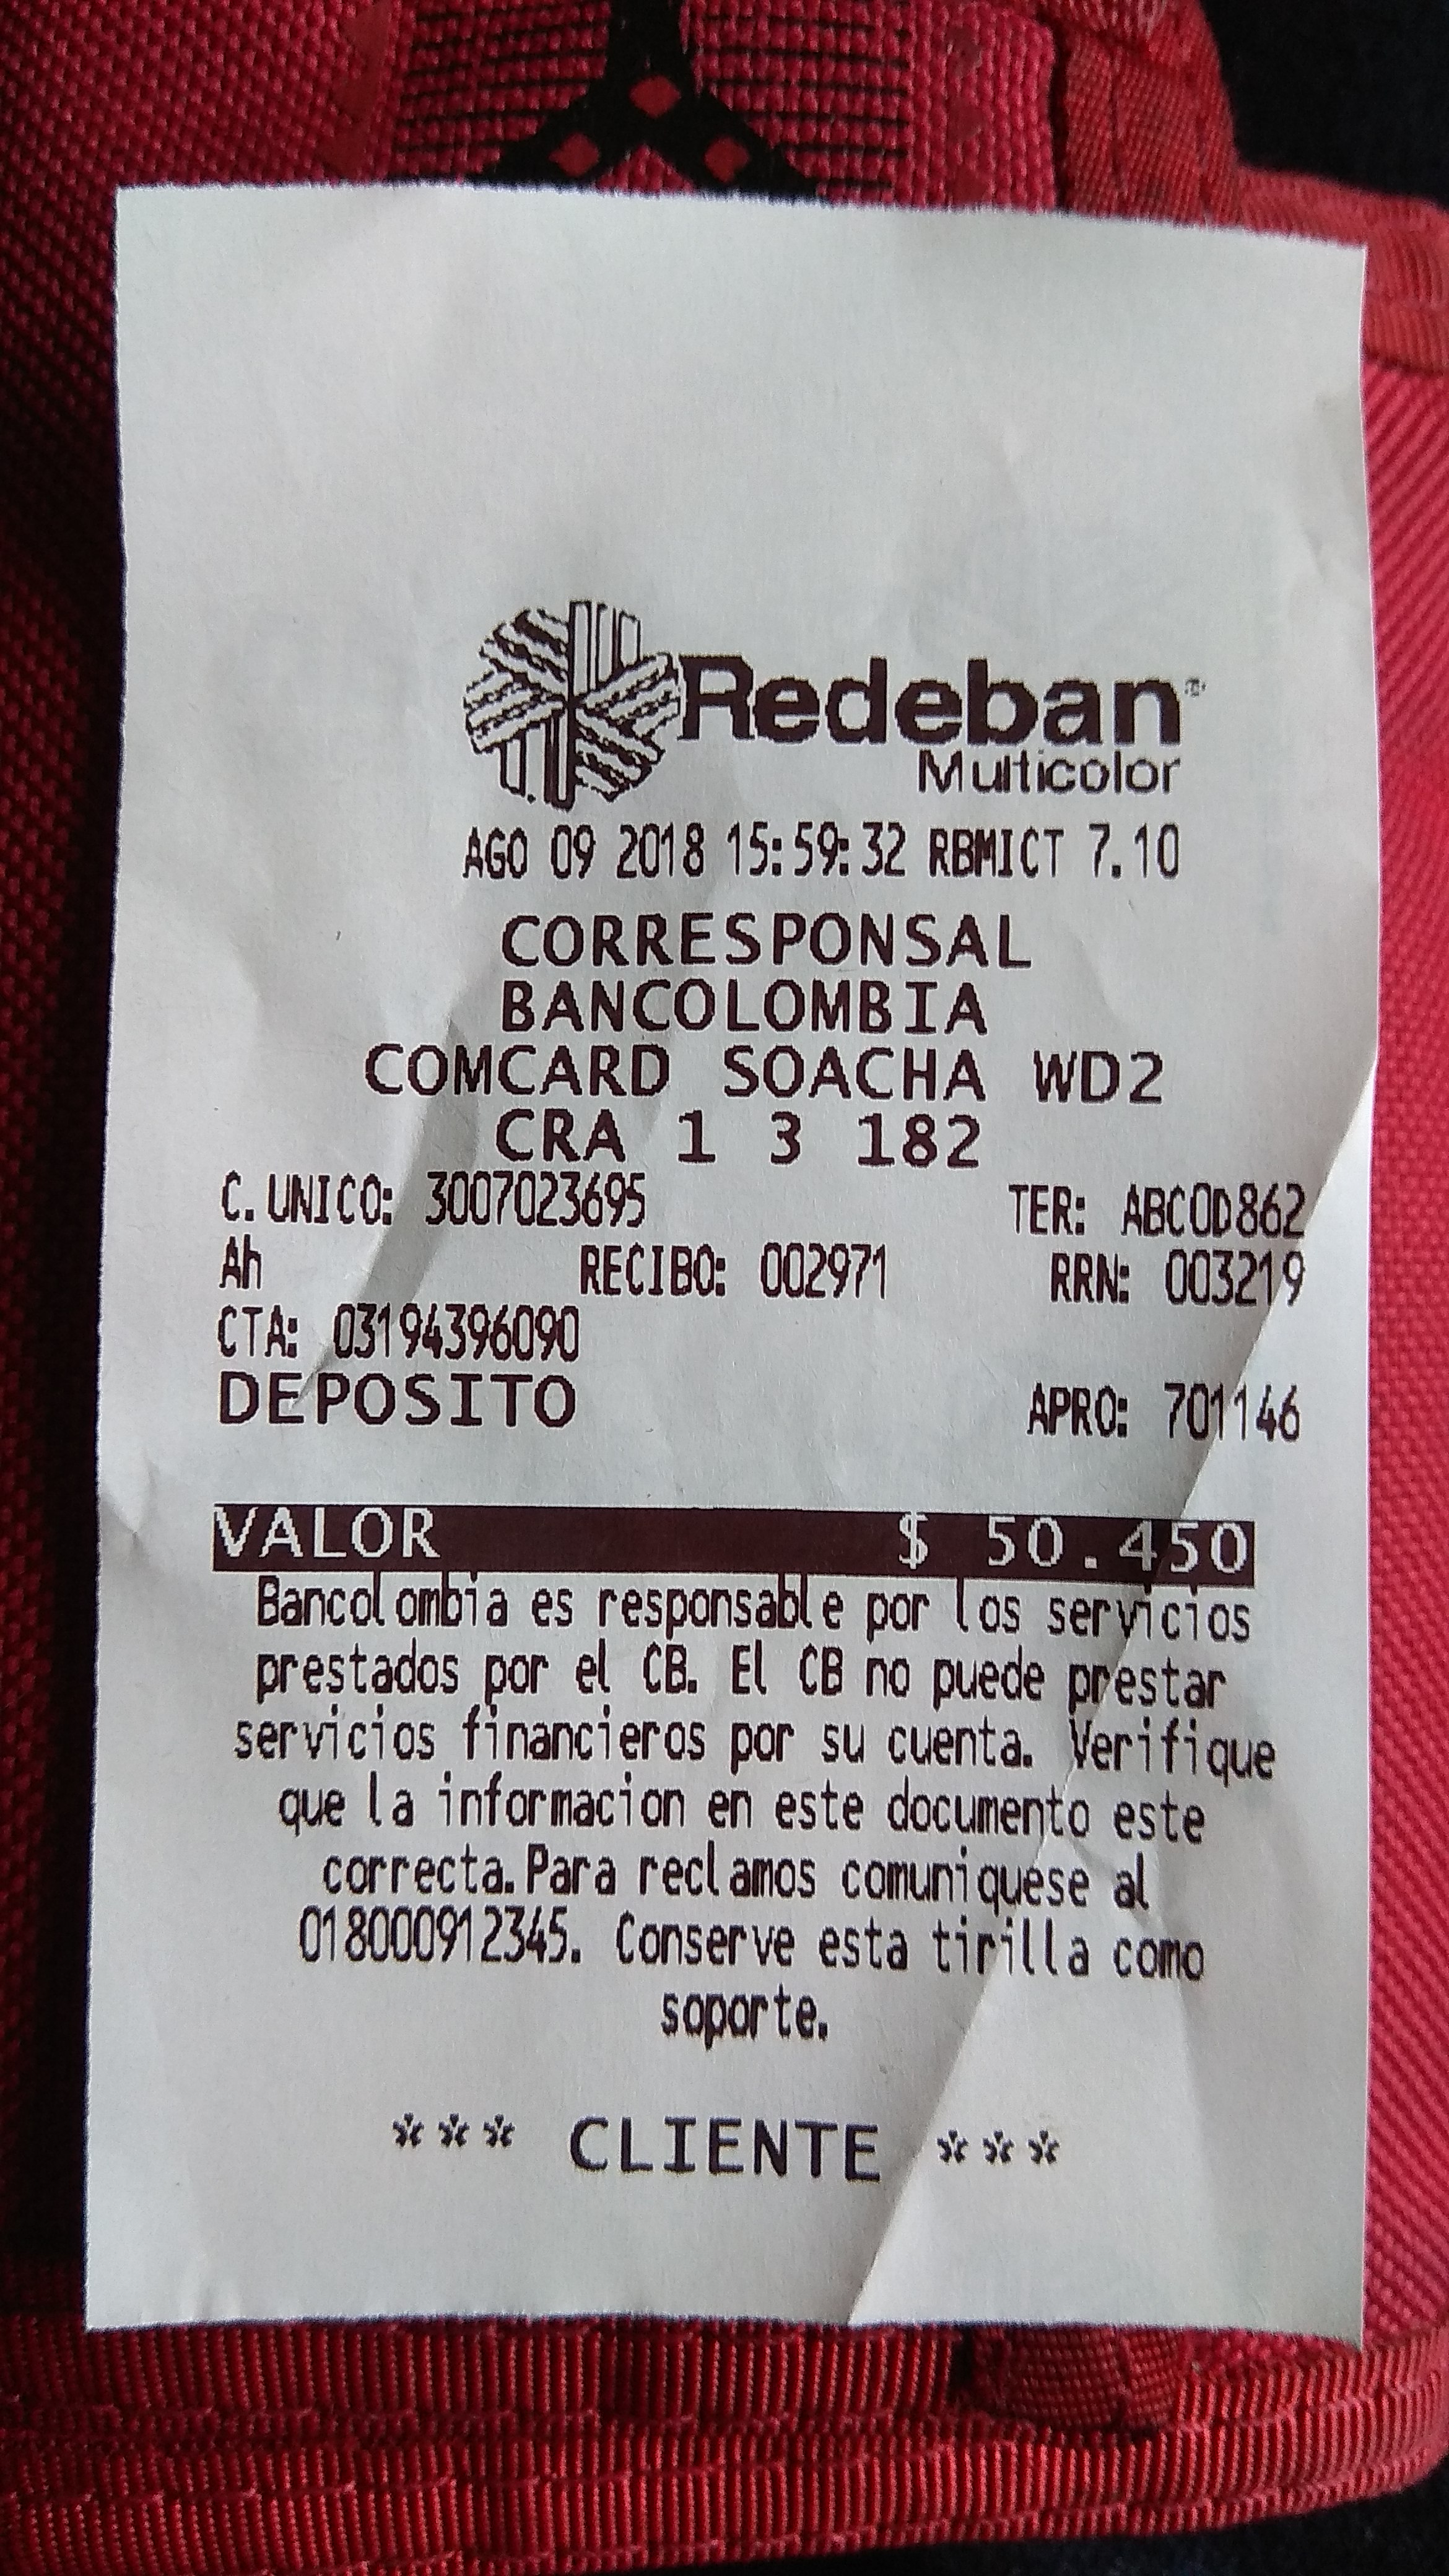 Redeban
Multicolor
AGO 09 2018 15:59:32 RBMICT 7.10
CORRESPONSAL
BANCOLOMBIA
COMCARD SOACHA WD2
CRA 1 3 182
C.UNICO: 3007023695 TER: ABCOD862
Ah RECIBO: 002971 RRN: 003219
CTA: 03194396090
DEPOSITO APRO: 701146
VALOR $ 50.450
Bancolombia es responsable por los servicios
prestados por el CB. El CB no puede prestar
servicios financieros por su cuenta. Verifique
que la informacion en este documento este
correcta.Para reclamos comuniquese al
018000912345. Conserve esta tirilla como
soporte.
*** CLIENTE ***